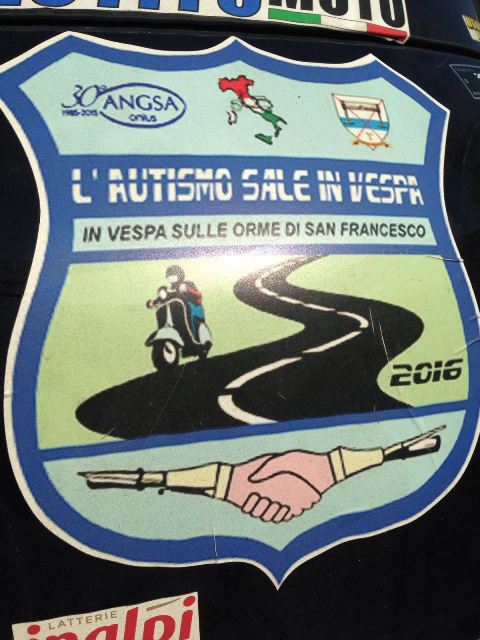 MOTO
30°
1985-2015
ANGSA
onlus
L'AUTISMO SALE IN VESPA
IN VESPA SULLE ORME DI SAN FRANCESCO
2016
LATTERIE
inalpi